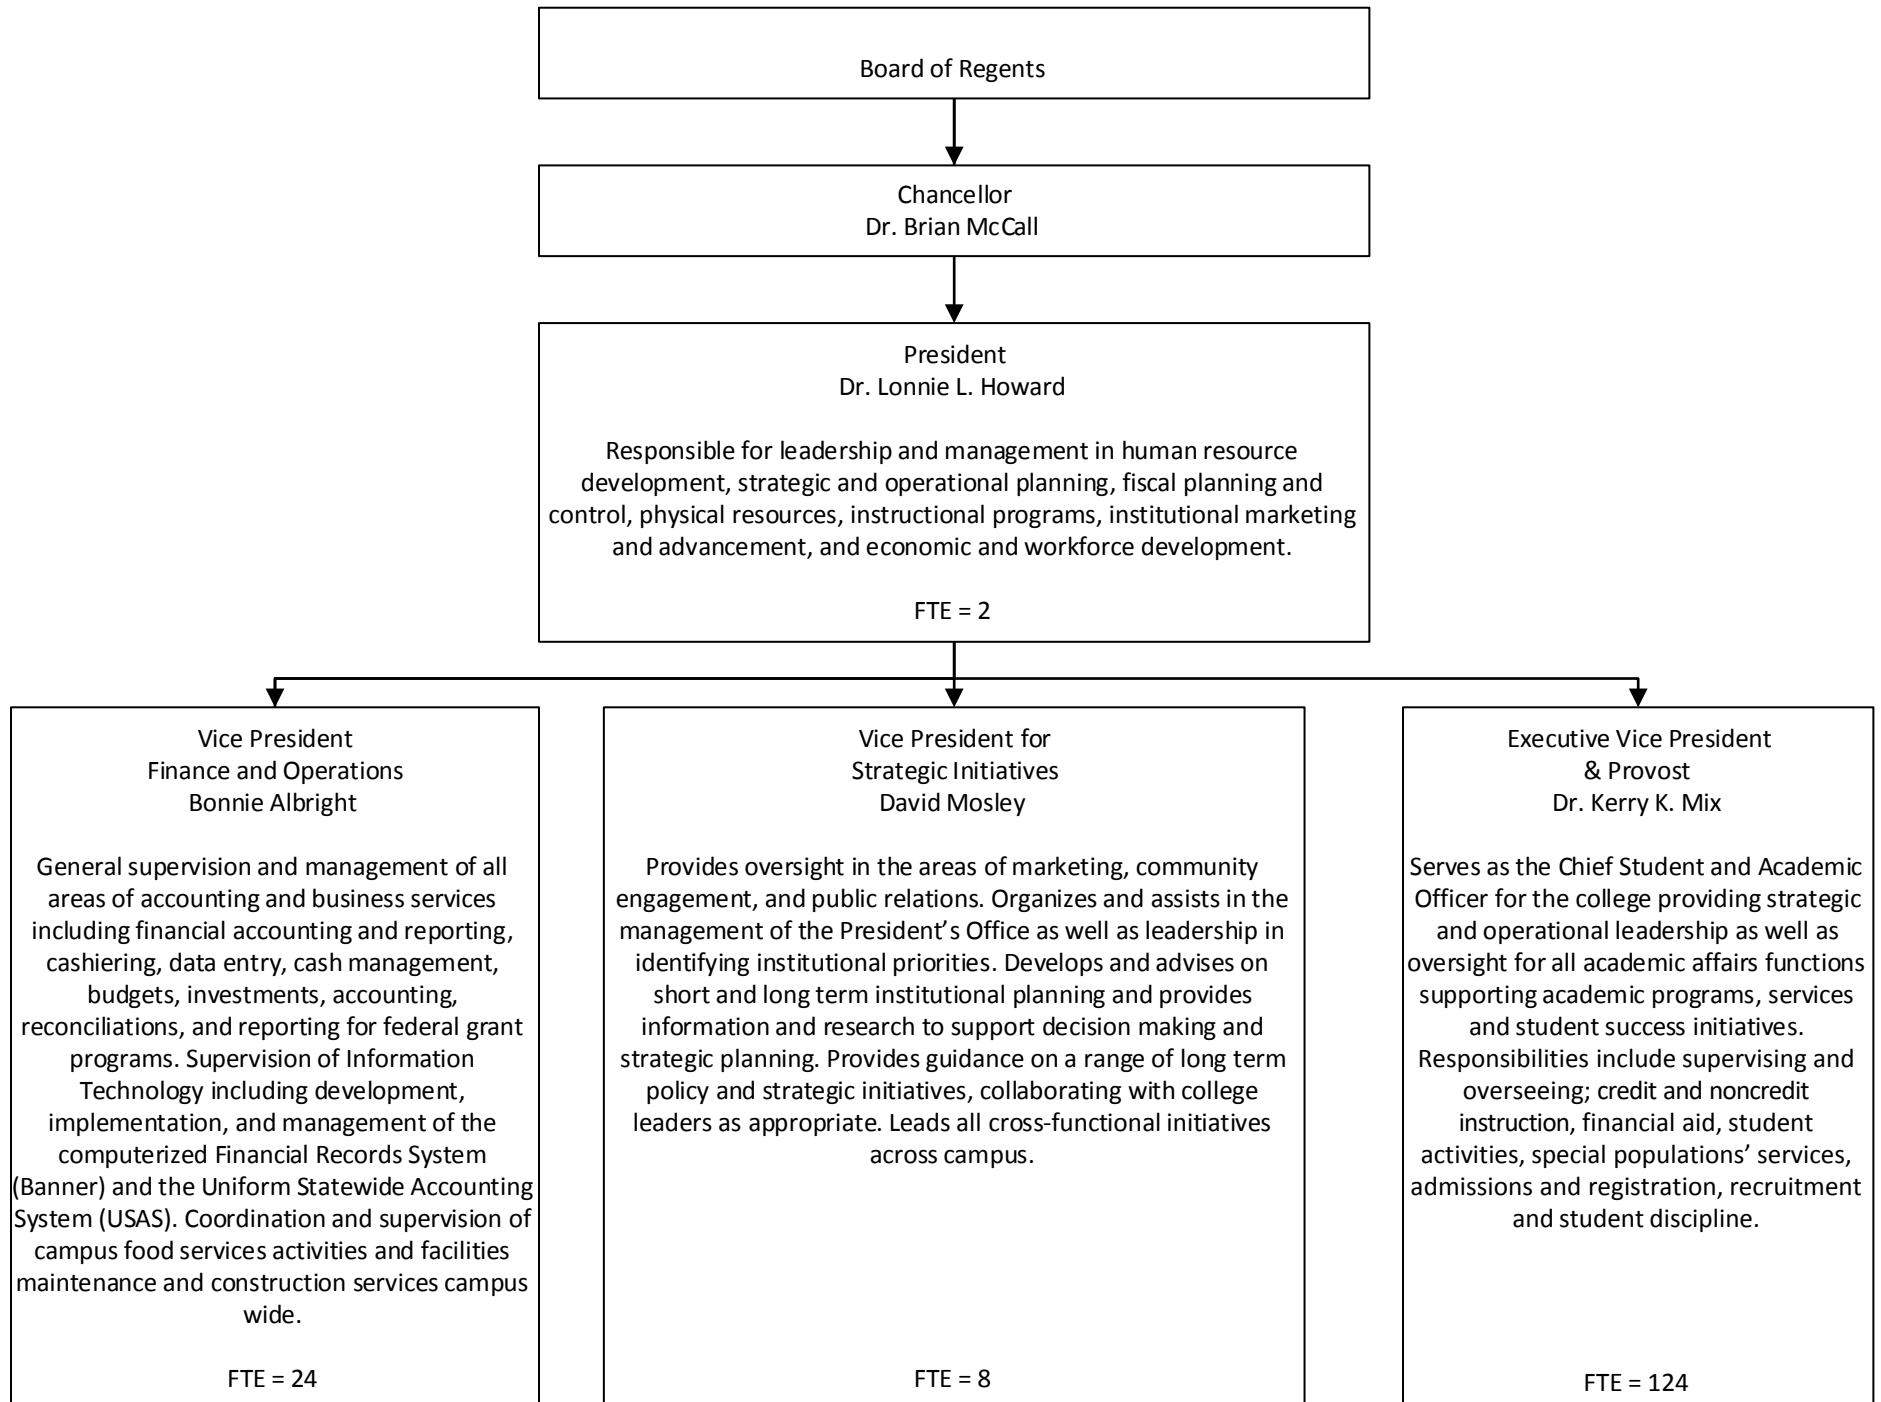 Board of Regents
Chancellor
Dr. Brian McCall
President
Dr. Lonnie L. Howard
Responsible for leadership and management in human resource
development, strategic and operational planning, fiscal planning and
control, physical resources, instructional programs, institutional marketing
and advancement, and economic and workforce development.
FTE = 2
Vice President
Finance and Operations
Bonnie Albright
General supervision and management of all
areas of accounting and business services
including financial accounting and reporting,
cashiering, data entry, cash management,
budgets, investments, accounting,
reconciliations, and reporting for federal grant
programs. Supervision of Information
Technology including development,
implementation, and management of the
computerized Financial Records System
(Banner) and the Uniform Statewide Accounting
System (USAS). Coordination and supervision of
campus food services activities and facilities
maintenance and construction services campus
wide.
FTE = 24
Vice President for
Strategic Initiatives
David Mosley
Provides oversight in the areas of marketing, community
engagement, and public relations. Organizes and assists in the
management of the President’s Office as well as leadership in
identifying institutional priorities. Develops and advises on
short and long term institutional planning and provides
information and research to support decision making and
strategic planning. Provides guidance on a range of long term
policy and strategic initiatives, collaborating with college
leaders as appropriate. Leads all cross-functional initiatives
across campus.
FTE = 8
Executive Vice President
& Provost
Dr. Kerry K. Mix
Serves as the Chief Student and Academic
Officer for the college providing strategic
and operational leadership as well as
oversight for all academic affairs functions
supporting academic programs, services
and student success initiatives.
Responsibilities include supervising and
overseeing; credit and noncredit
instruction, financial aid, student
activities, special populations’ services,
admissions and registration, recruitment
and student discipline.
FTE = 124